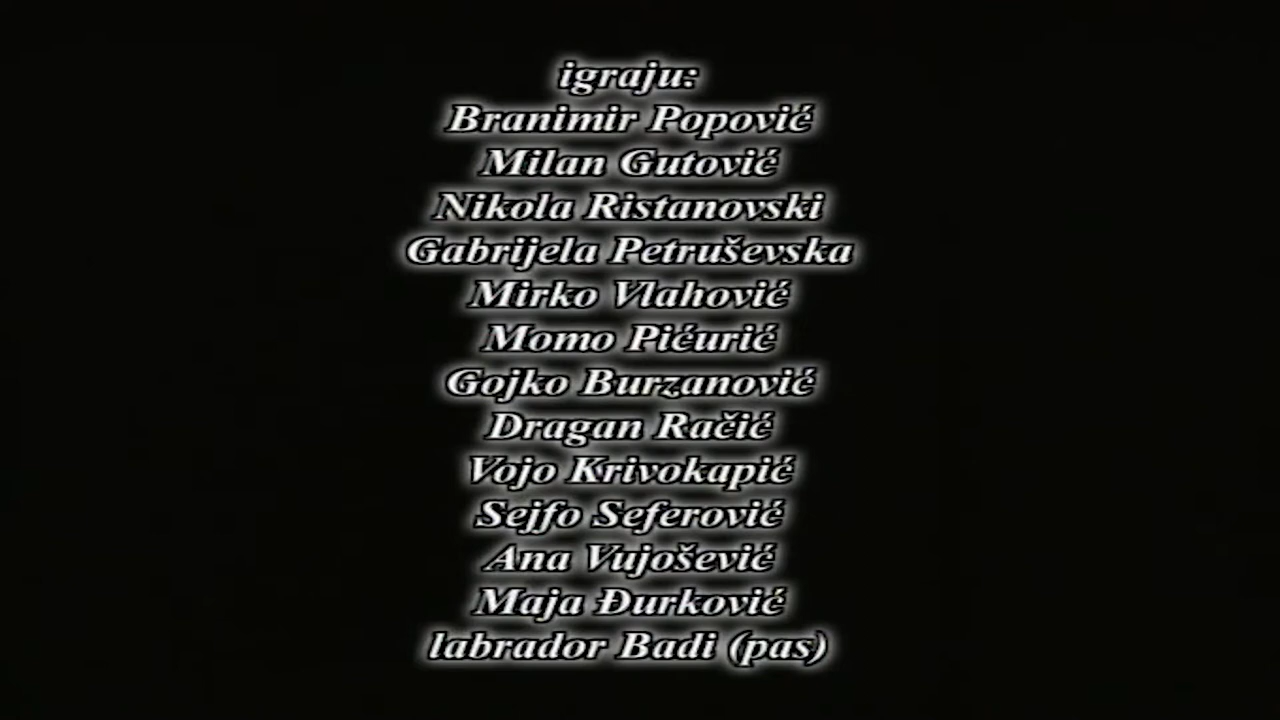 igraju:
Branimir Popović
Milan Gutović
Nikola Ristanovski
Gabrijela Petruševska
Mirko Vlahović
Momo Pićurić
Gojko Burzanović
Dragan Račić
Vojo Krivokapić
Sejfo Seferović
Ana Vujošević
Maja Đurković
labrador Badi (pas)